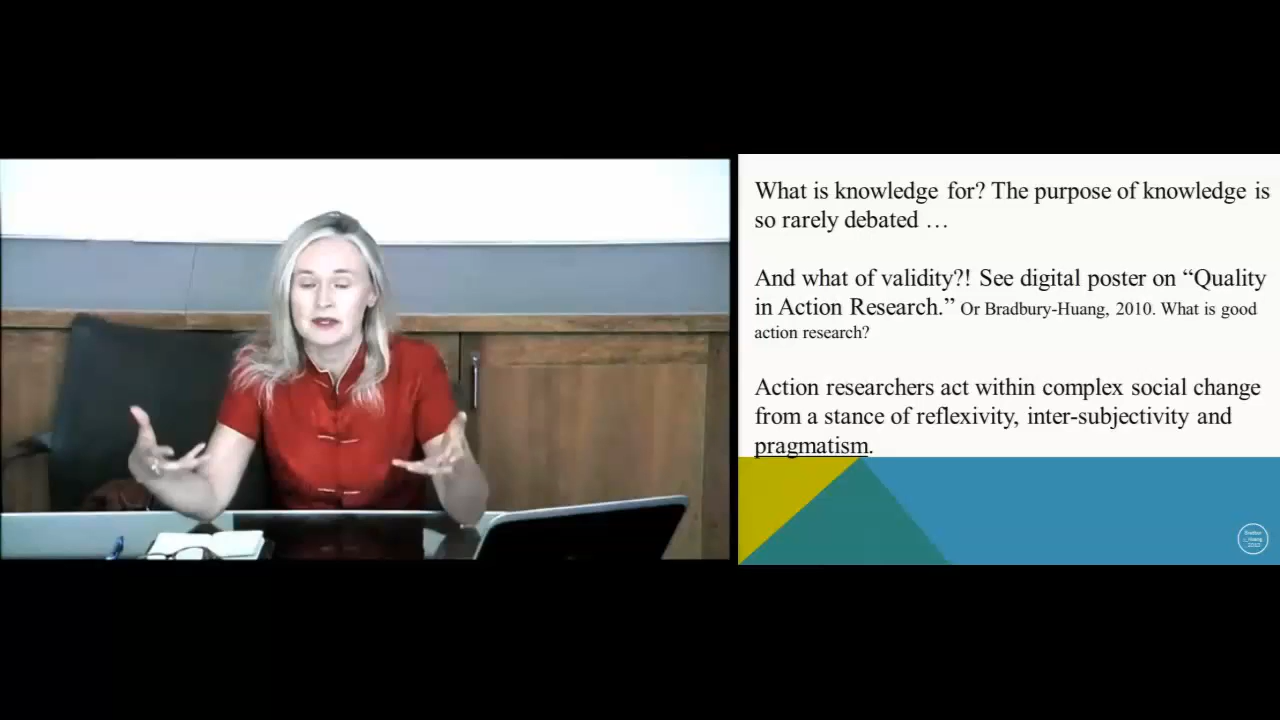 What is knowledge for? The purpose of knowledge is
so rarely debated …
And what of validity?! See digital poster on “Quality
in Action Research.” Or Bradbury-Huang, 2010. What is good
action research?
Action researchers act within complex social change
from a stance of reflexivity, inter-subjectivity and
pragmatism.